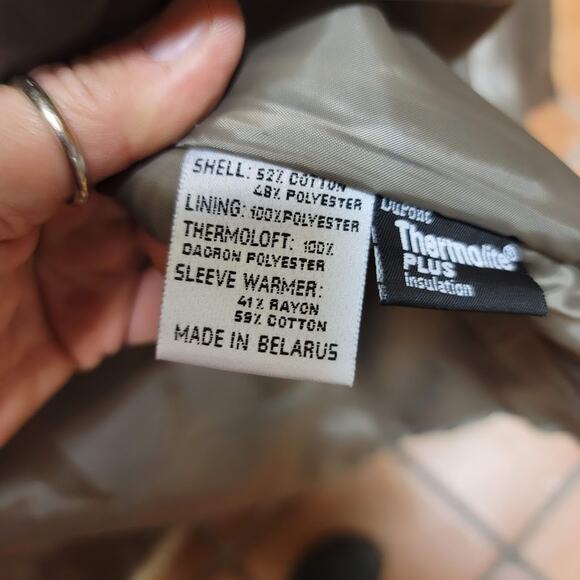 SHELL: 52% COTTON
48% POLYESTER
LINING: 100% POLYESTER
THERMOLOFT: 100%
DACRON POLYESTER
SLEEVE WARMER:
41% RAYON
59% COTTON
MADE IN BELARUS
DuPont
Thermalite®
PLUS
insulation